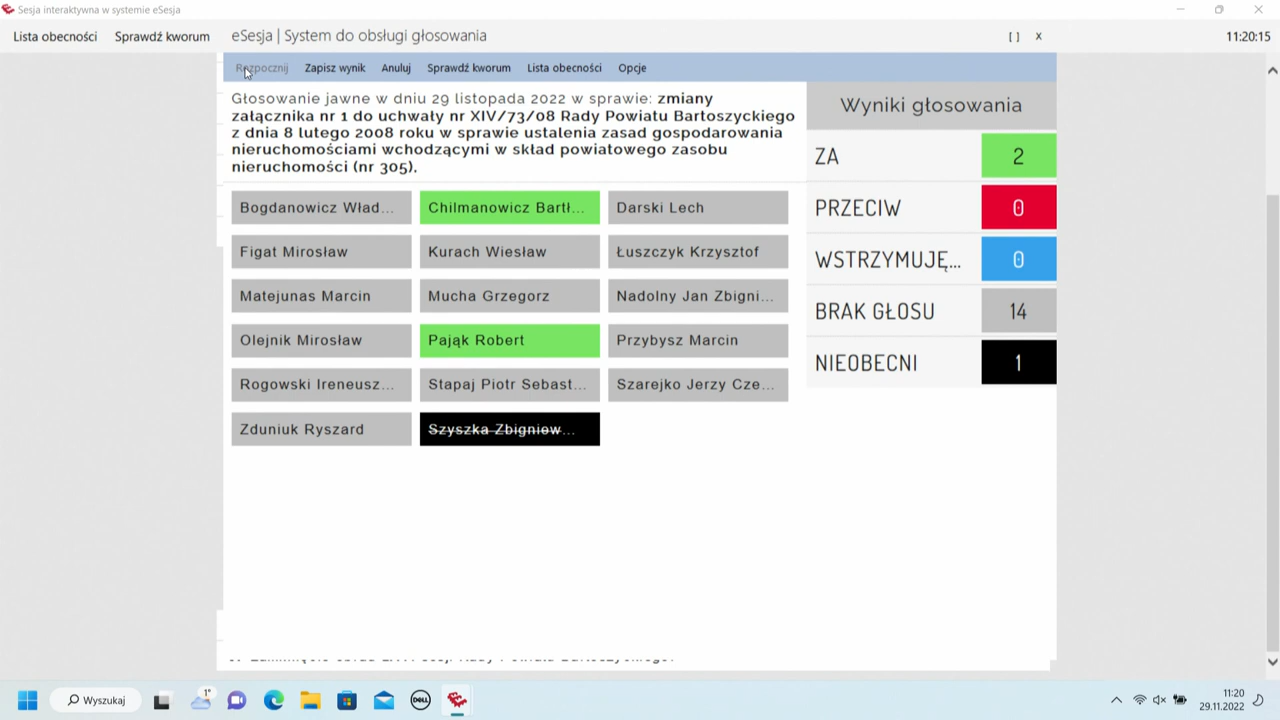 Sesja interaktywna w systemie eSesja
Lista obecności Sprawdź kworum eSesja | System do obsługi głosowania [ ] x 11:20:15
Rozpocznij Zapisz wynik Anuluj Sprawdź kworum Lista obecności Opcje
Głosowanie jawne w dniu 29 listopada 2022 w sprawie: zmiany
załącznika nr 1 do uchwały nr XIV/73/08 Rady Powiatu Bartoszyckiego
z dnia 8 lutego 2008 roku w sprawie ustalenia zasad gospodarowania
nieruchomościami wchodzącymi w skład powiatowego zasobu
nieruchomości (nr 305).
Bogdanowicz Wład... Chilmanowicz Bartł... Darski Lech
Figat Mirosław Kurach Wiesław Łuszczyk Krzysztof
Matejunas Marcin Mucha Grzegorz Nadolny Jan Zbigni...
Olejnik Mirosław Pająk Robert Przybysz Marcin
Rogowski Ireneusz... Stapaj Piotr Sebast... Szarejko Jerzy Cze...
Zduniuk Ryszard Szyszka Zbigniew...
Wyniki głosowania
ZA 2
PRZECIW 0
WSTRZYMUJĘ... 0
BRAK GŁOSU 14
NIEOBECNI 1
Wyszukaj
1°
DELL
11:20
29.11.2022